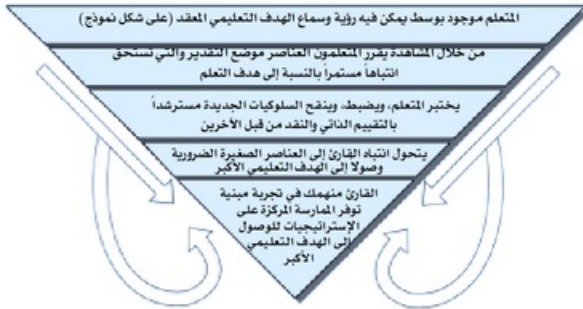 المتعلم موجود بوسط يمكن فيه رؤية وسماع الهدف التعليمي المعقد (على شكل نموذج)
من خلال المشاهدة يقرر المتعلمون العناصر موضع التقدير والتي تستحق
انتباهاً مستمراً بالنسبة إلى هدف التعلم
يختبر المتعلم، ويضبط، وينقح السلوكيات الجديدة مسترشداً
بالتقييم الذاتي والنقد من قبل الآخرين
يتحول انتباه القارئ إلى العناصر الصغيرة الضرورية
وصولا إلى الهدف التعليمي الأكبر
القارئ منهمك في تجربة مبنية
توفر الممارسة المركزة على
الإستراتيجيات للوصول
إلى الهدف التعليمي
الأكبر